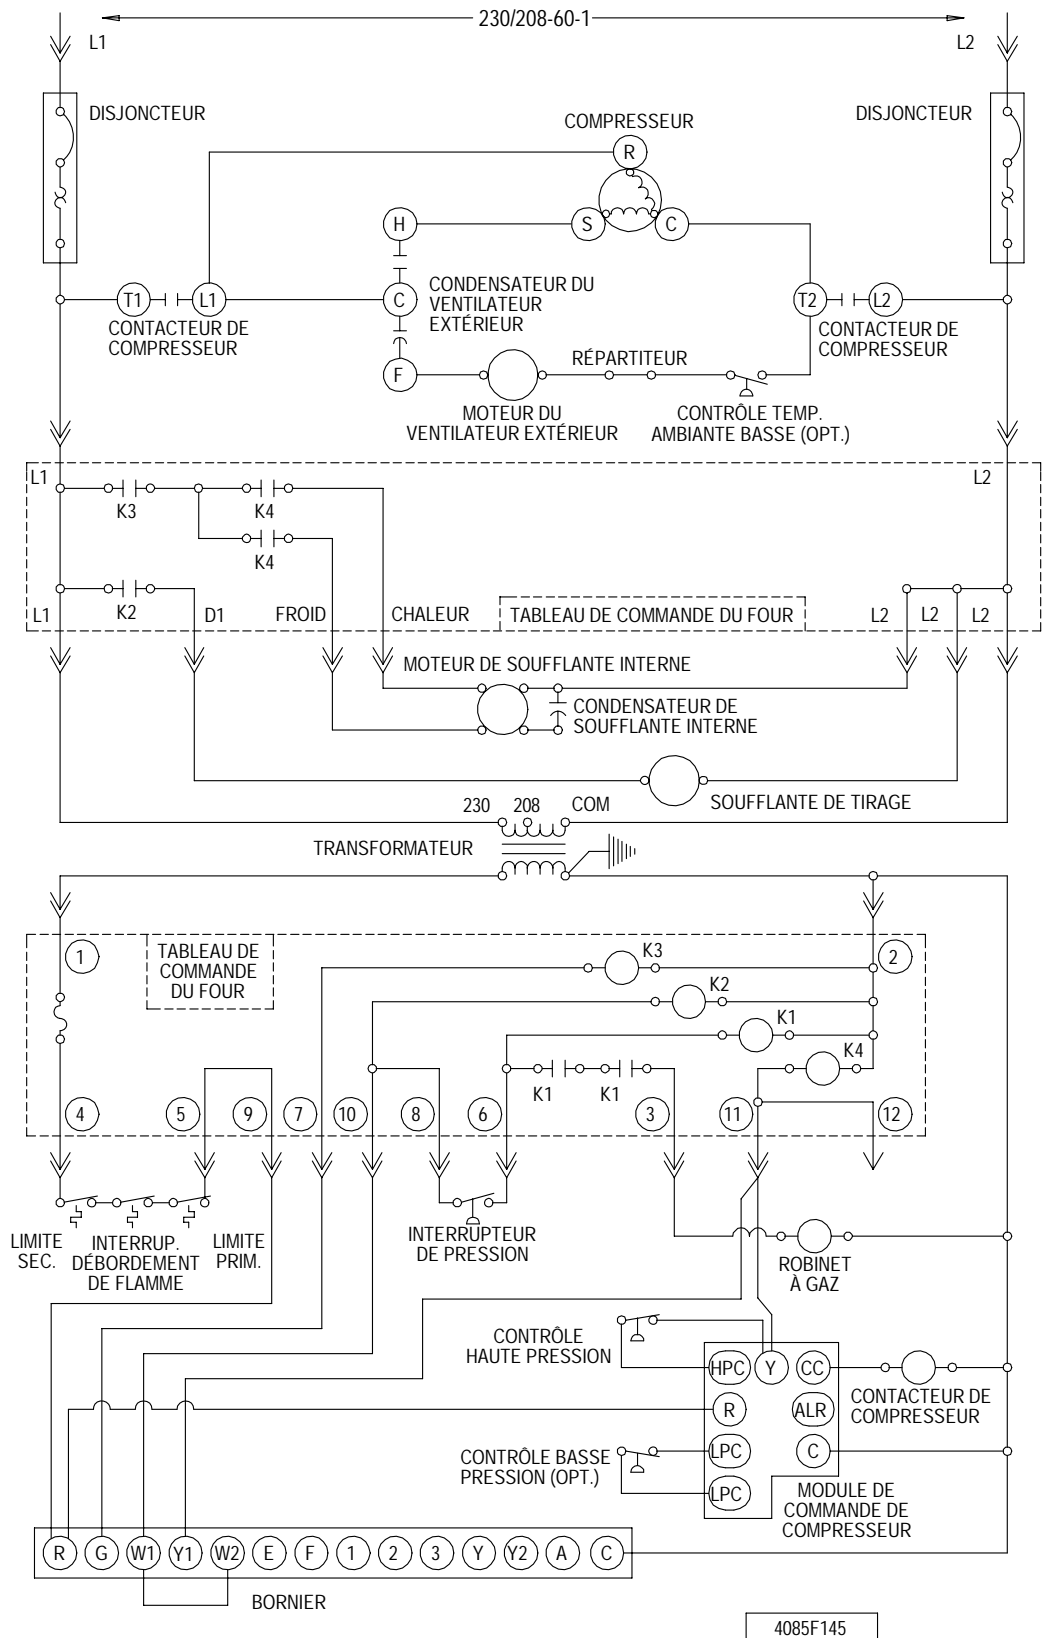 230/208-60-1
L1
L2
DISJONCTEUR
DISJONCTEUR
COMPRESSEUR
R
H
S
C
T1
L1
C
CONDENSATEUR DU
VENTILATEUR
EXTÉRIEUR
T2
L2
CONTACTEUR DE
COMPRESSEUR
CONTACTEUR DE
COMPRESSEUR
RÉPARTITEUR
F
MOTEUR DU
VENTILATEUR EXTÉRIEUR
CONTRÔLE TEMP.
AMBIANTE BASSE (OPT.)
L1
L2
K3
K4
K4
K2
L1
D1
FROID
CHALEUR
TABLEAU DE COMMANDE DU FOUR
L2
L2
L2
MOTEUR DE SOUFFLANTE INTERNE
CONDENSATEUR DE
SOUFFLANTE INTERNE
SOUFFLANTE DE TIRAGE
230
208
COM
TRANSFORMATEUR
1
TABLEAU DE
COMMANDE
DU FOUR
K3
2
K2
K1
K4
K1
K1
4
5
9
7
10
8
6
3
11
12
LIMITE
SEC.
INTERRUP.
DÉBORDEMENT
DE FLAMME
LIMITE
PRIM.
INTERRUPTEUR
DE PRESSION
ROBINET
À GAZ
CONTRÔLE
HAUTE PRESSION
HPC
Y
CC
CONTACTEUR DE
COMPRESSEUR
R
ALR
CONTRÔLE BASSE
PRESSION (OPT.)
LPC
C
LPC
MODULE DE
COMMANDE DE
COMPRESSEUR
R
G
W1
Y1
W2
E
F
1
2
3
Y
Y2
A
C
BORNIER
4085F145